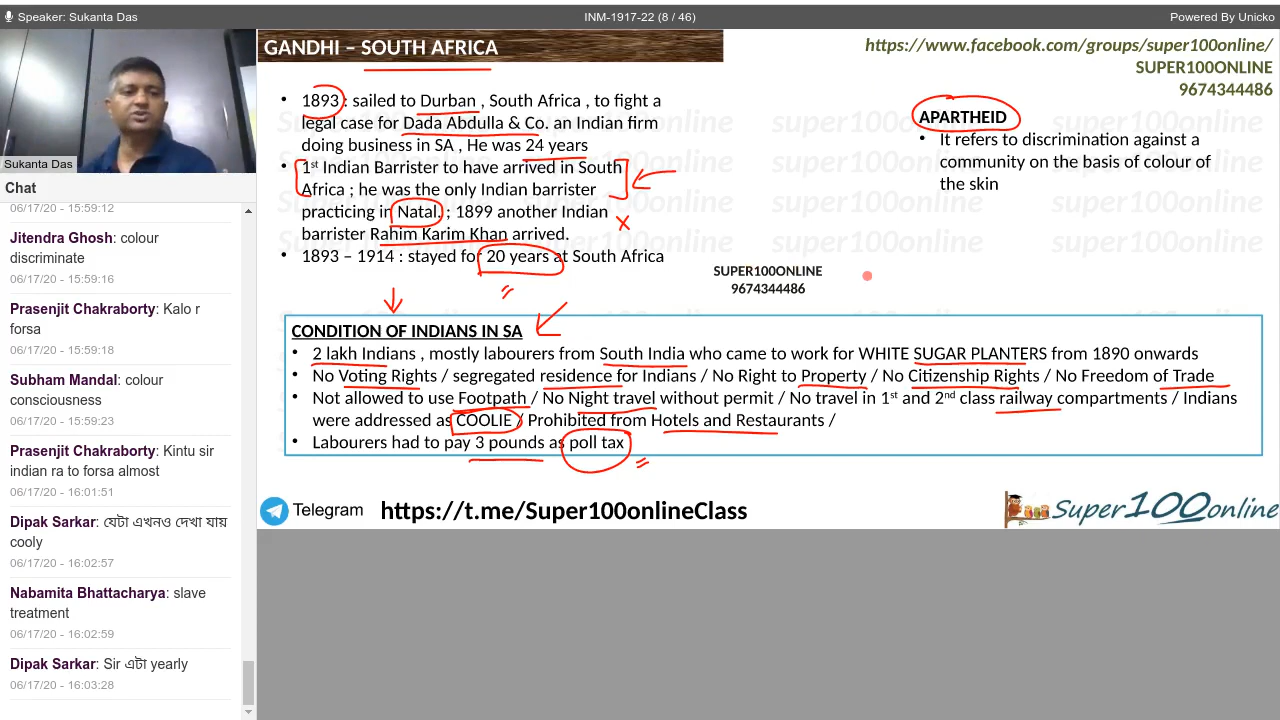 Speaker: Sukanta Das
INM-1917-22 (8 / 46)
Powered By Unicko
Sukanta Das
Chat
06/17/20 - 15:59:12
Jitendra Ghosh: colour
discriminate
06/17/20 - 15:59:16
Prasenjit Chakraborty: Kalo r
forsa
06/17/20 - 15:59:18
Subham Mandal: colour
consciousness
06/17/20 - 15:59:23
Prasenjit Chakraborty: Kintu sir
indian ra to forsa almost
06/17/20 - 16:01:51
Dipak Sarkar: যেটা এখনও দেখা যায়
cooly
06/17/20 - 16:02:57
Nabamita Bhattacharya: slave
treatment
06/17/20 - 16:02:59
Dipak Sarkar: Sir এটা yearly
06/17/20 - 16:03:28
GANDHI – SOUTH AFRICA
https://www.facebook.com/groups/super100online/
SUPER100ONLINE
9674344486
• 1893 : sailed to Durban , South Africa , to fight a
legal case for Dada Abdulla & Co. an Indian firm
doing business in SA , He was 24 years
• 1st Indian Barrister to have arrived in South
Africa ; he was the only Indian barrister
practicing in Natal. ; 1899 another Indian
barrister Rahim Karim Khan arrived.
• 1893 – 1914 : stayed for 20 years at South Africa
APARTHEID
• It refers to discrimination against a
community on the basis of colour of
the skin
super100online super100online super100online
super100online super100online super100online
super100online super100online super100online
super100online super100online super100online
SUPER100ONLINE
9674344486
CONDITION OF INDIANS IN SA
• 2 lakh Indians , mostly labourers from South India who came to work for WHITE SUGAR PLANTERS from 1890 onwards
• No Voting Rights / segregated residence for Indians / No Right to Property / No Citizenship Rights / No Freedom of Trade
• Not allowed to use Footpath / No Night travel without permit / No travel in 1st and 2nd class railway compartments / Indians
were addressed as COOLIE / Prohibited from Hotels and Restaurants /
• Labourers had to pay 3 pounds as poll tax
Telegram https://t.me/Super100onlineClass
Super100online